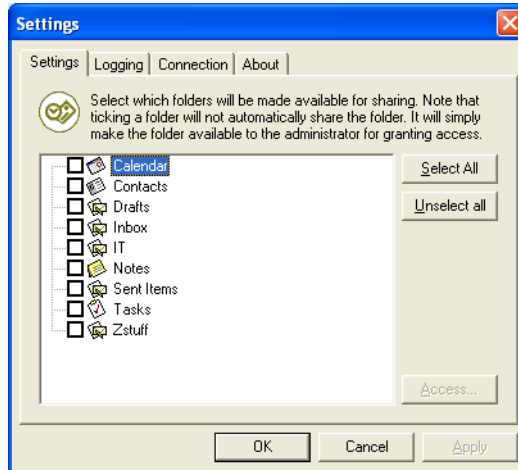 Settings
Settings Logging Connection About
Select which folders will be made available for sharing. Note that
ticking a folder will not automatically share the folder. It will simply
make the folder available to the administrator for granting access.
Calendar
Contacts
Drafts
Inbox
IT
Notes
Sent Items
Tasks
Zstuff
Select All
Unselect all
Access...
OK Cancel Apply